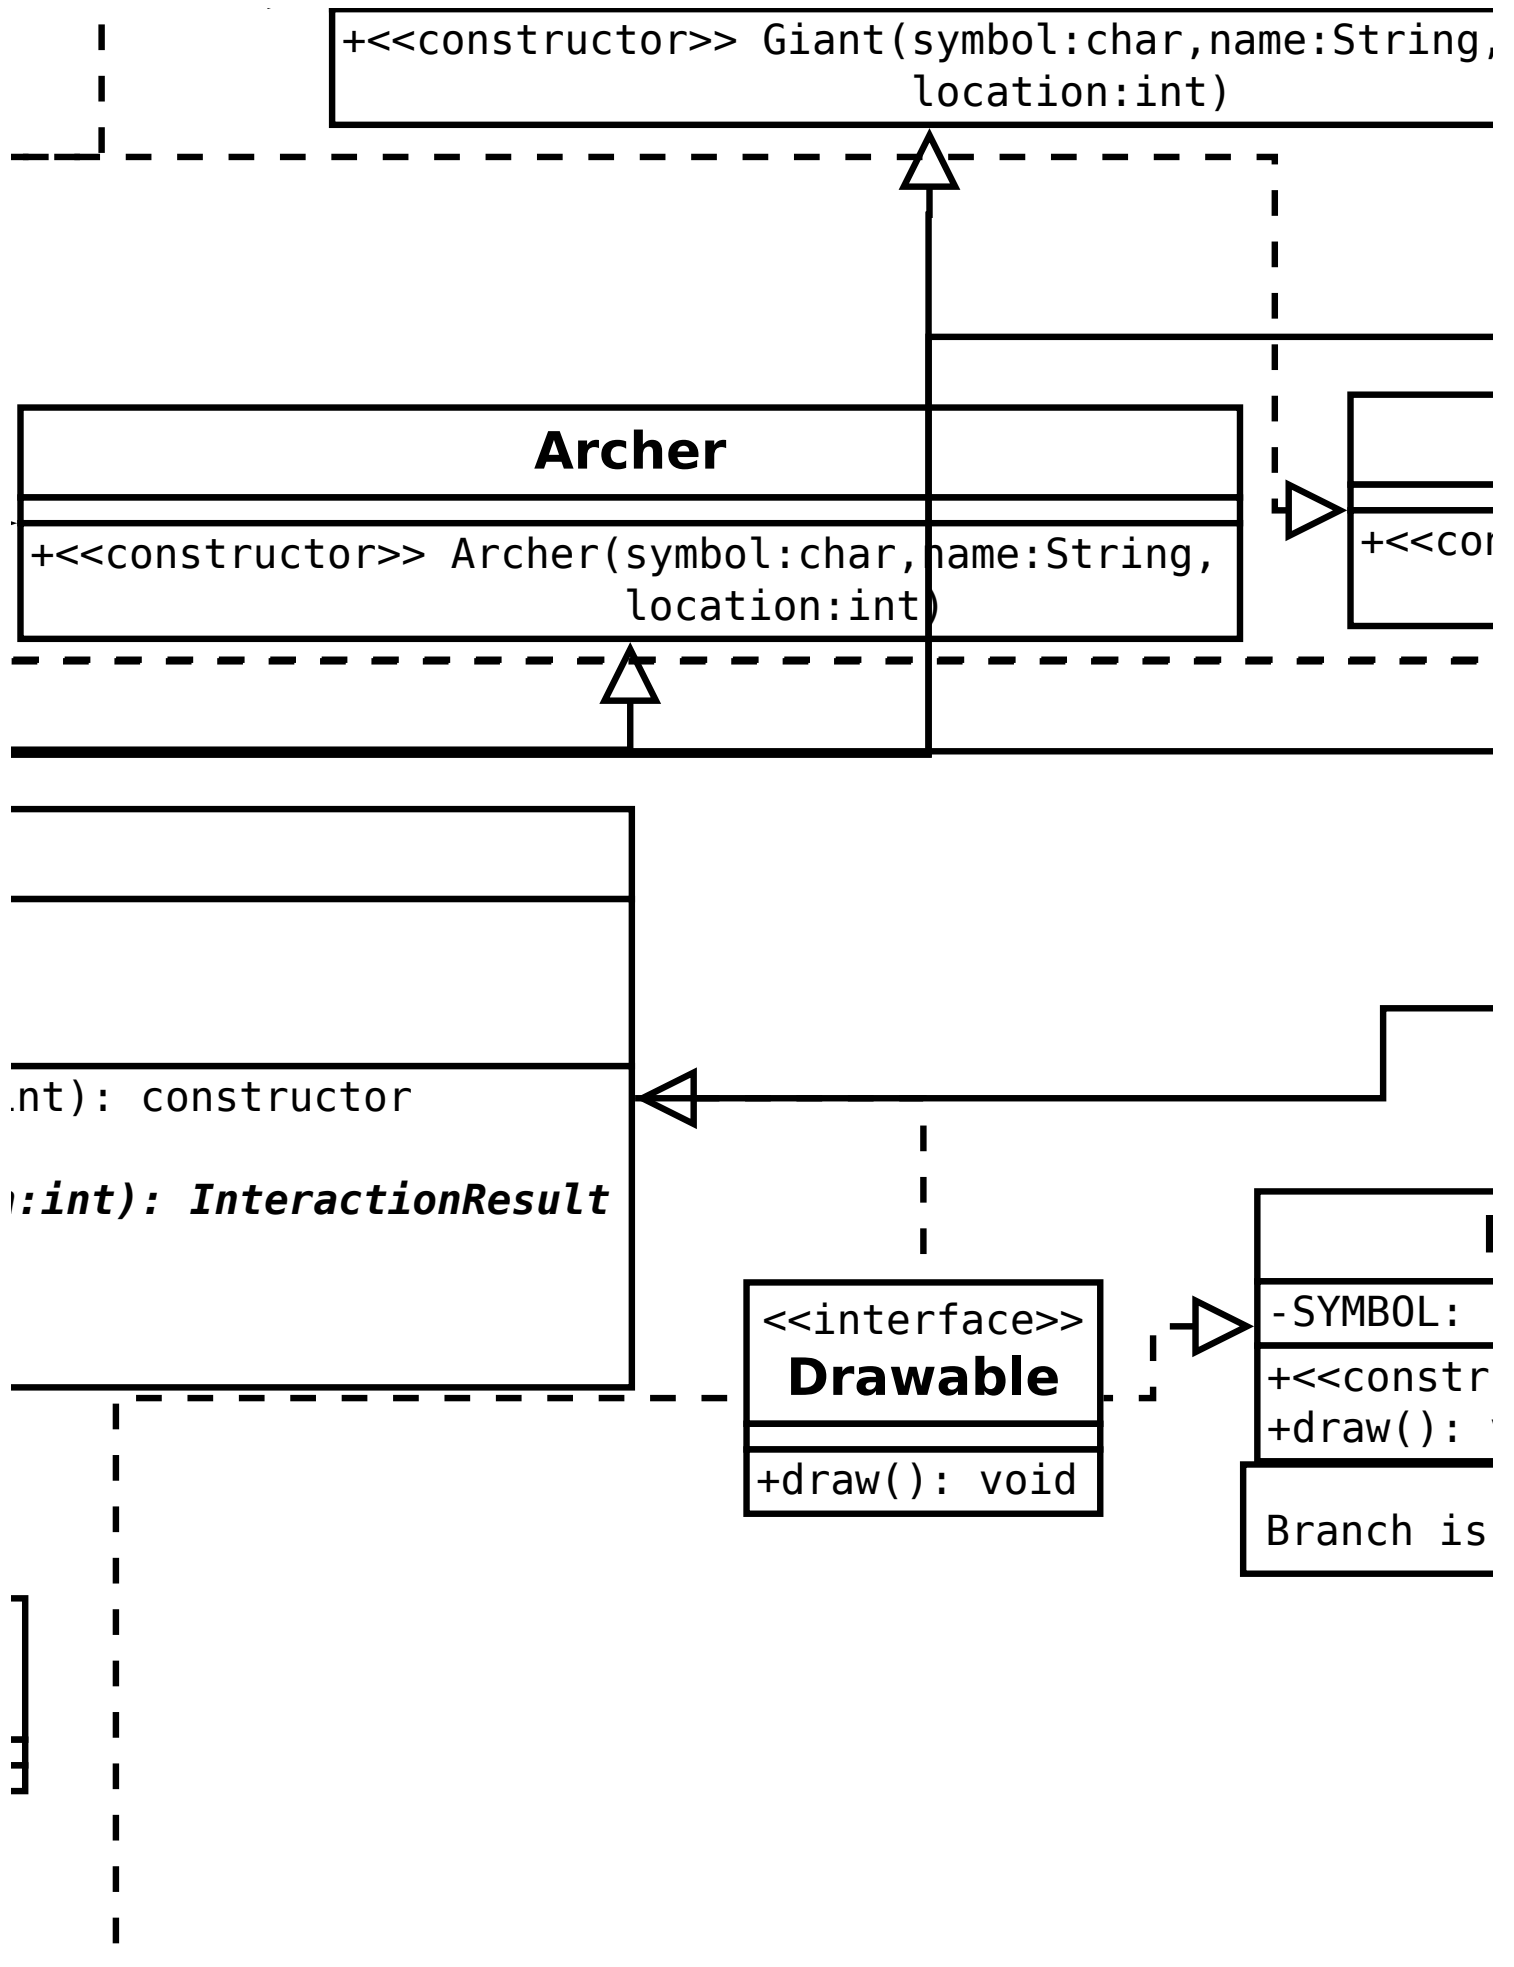 +<<constructor>> Giant(symbol:char,name:String,
location:int)
Archer
+<<constructor>> Archer(symbol:char,name:String,
location:int)
+<<con
int): constructor
:int): InteractionResult
<<interface>>
Drawable
+draw(): void
-SYMBOL:
+<<constr
+draw():
Branch is